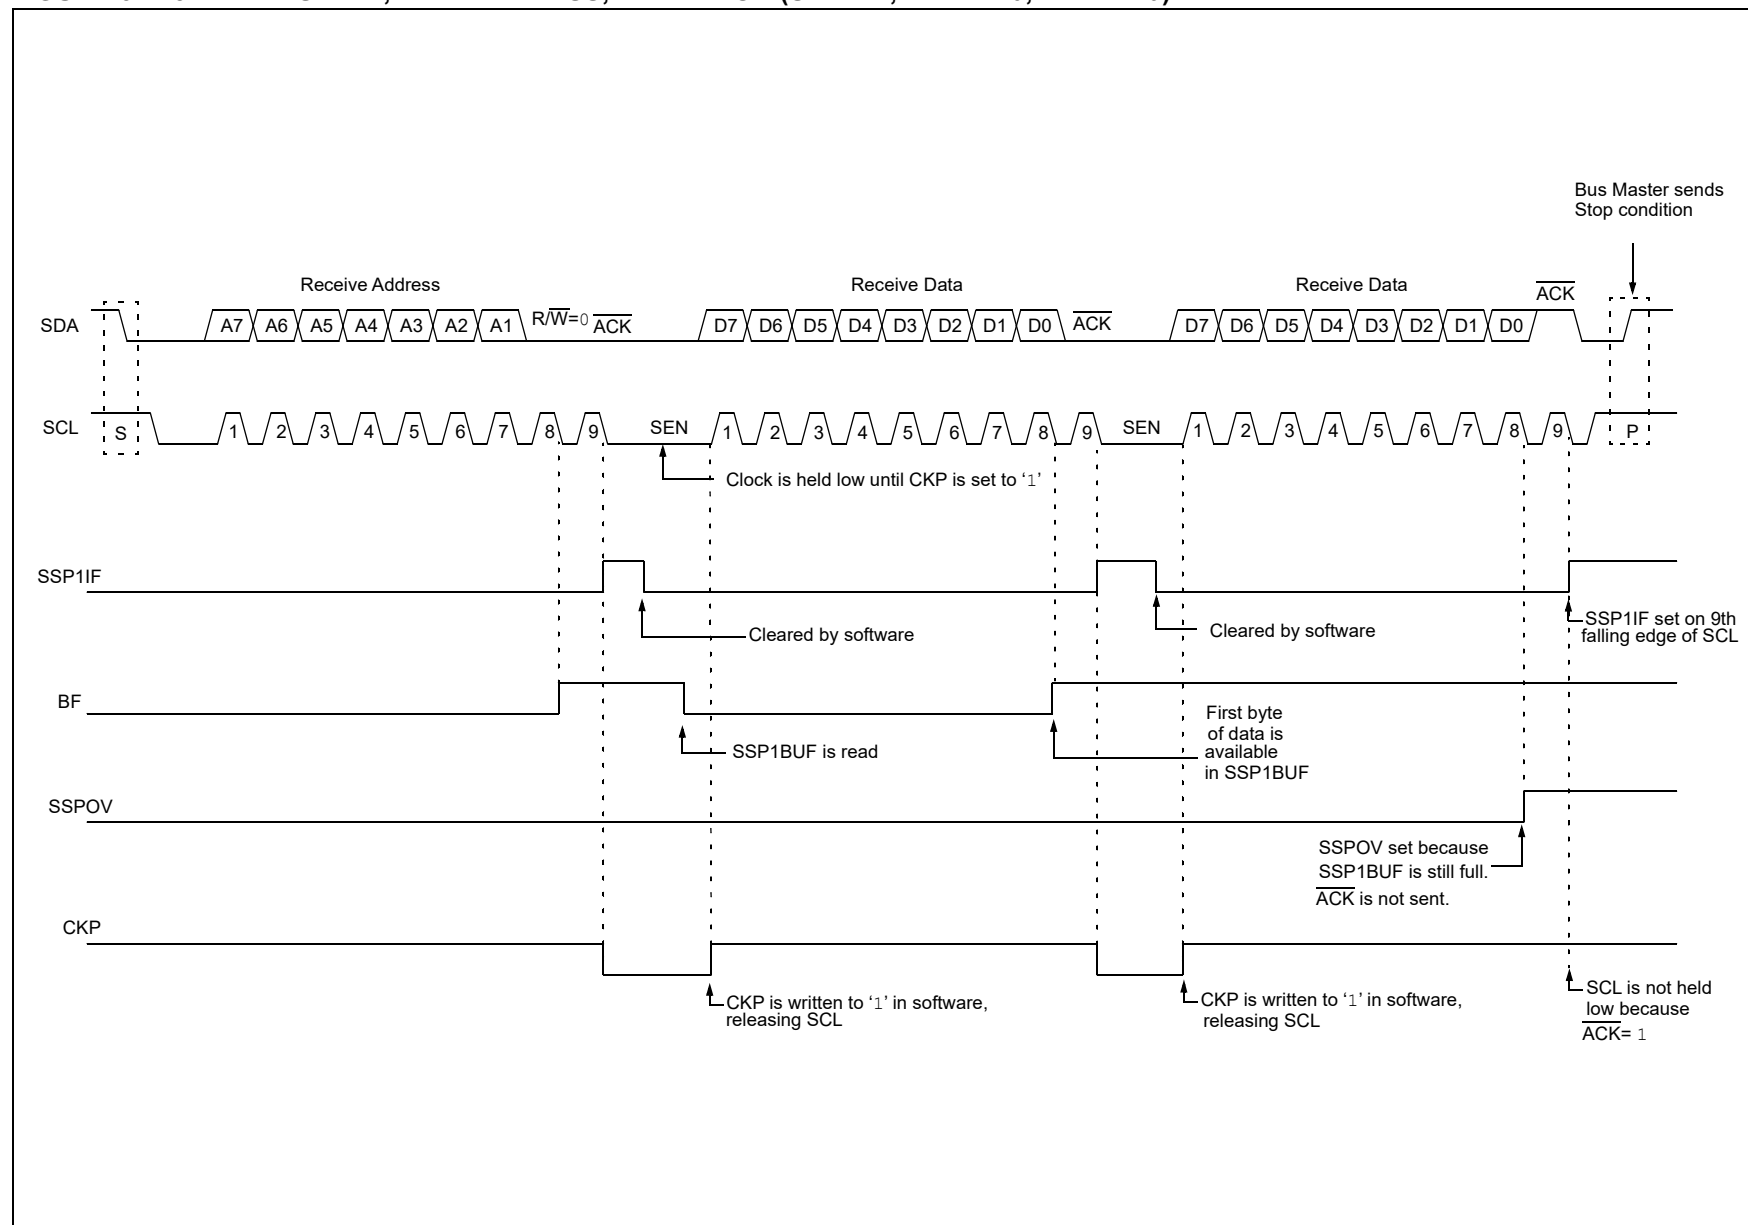 Bus Master sends
Stop condition
Receive Address
Receive Data
Receive Data
ACK
SDA
A7 A6 A5 A4 A3 A2 A1 R/W=0 ACK
D7 D6 D5 D4 D3 D2 D1 D0 ACK
D7 D6 D5 D4 D3 D2 D1 D0
SCL
S
1 2 3 4 5 6 7 8 9 SEN
1 2 3 4 5 6 7 8 9 SEN
1 2 3 4 5 6 7 8 9
P
Clock is held low until CKP is set to ‘1’
SSP1IF
Cleared by software
Cleared by software
SSP1IF set on 9th
falling edge of SCL
BF
SSP1BUF is read
First byte
of data is
available
in SSP1BUF
SSPOV
SSPOV set because
SSP1BUF is still full.
ACK is not sent.
CKP
CKP is written to ‘1’ in software,
releasing SCL
CKP is written to ‘1’ in software,
releasing SCL
SCL is not held
low because
ACK= 1